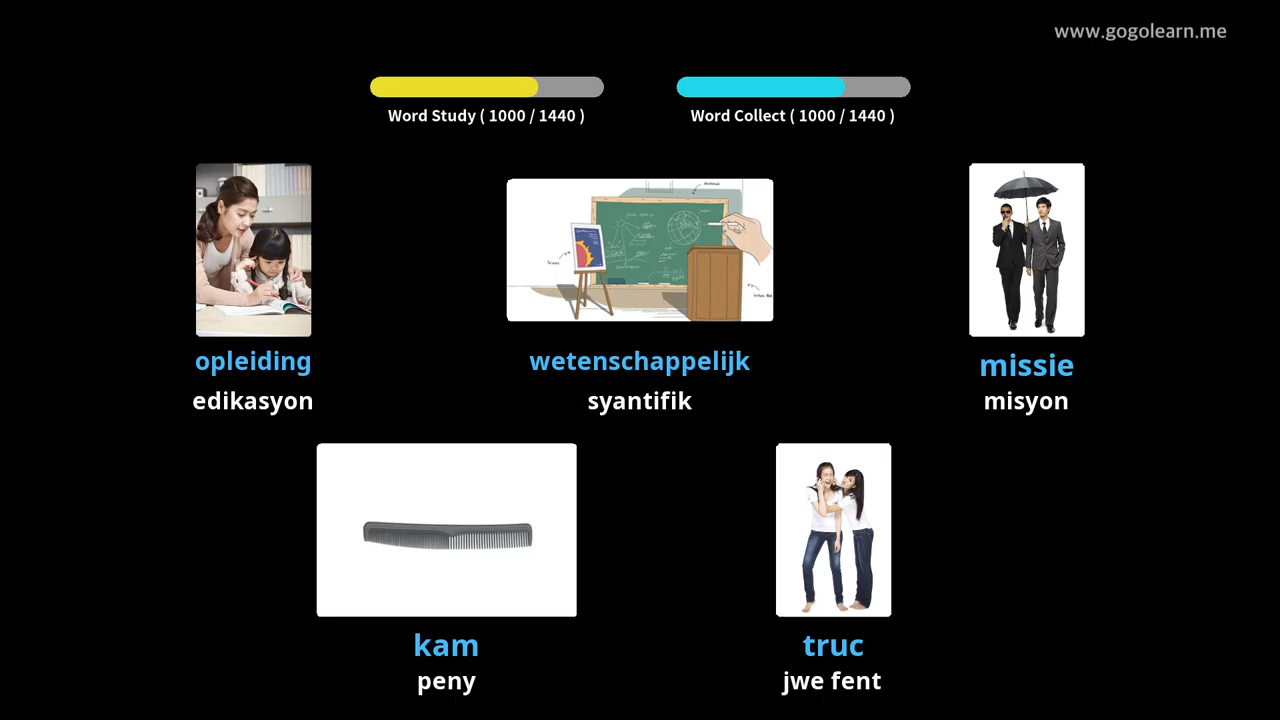 www.gogolearn.me
Word Study ( 1000 / 1440 )
Word Collect ( 1000 / 1440 )
opleiding
edikasyon
wetenschappelijk
syantifik
missie
misyon
kam
peny
truc
jwe fent